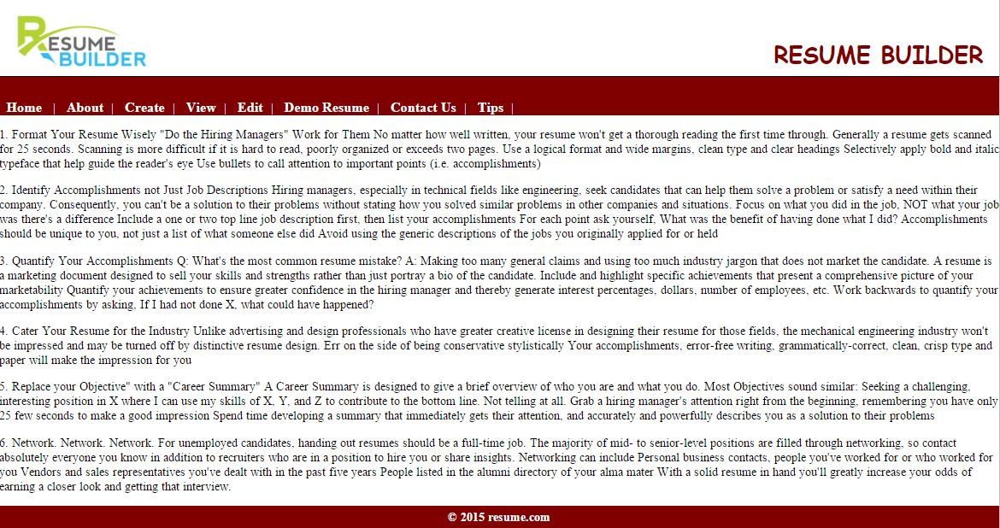 RESUME
BUILDER
RESUME BUILDER
Home | About | Create | View | Edit | Demo Resume | Contact Us | Tips |
1. Format Your Resume Wisely "Do the Hiring Managers" Work for Them No matter how well written, your resume won't get a thorough reading the first time through. Generally a resume gets scanned
for 25 seconds. Scanning is more difficult if it is hard to read, poorly organized or exceeds two pages. Use a logical format and wide margins, clean type and clear headings Selectively apply bold and italic
typeface that help guide the reader's eye Use bullets to call attention to important points (i.e. accomplishments)
2. Identify Accomplishments not Just Job Descriptions Hiring managers, especially in technical fields like engineering, seek candidates that can help them solve a problem or satisfy a need within their
company. Consequently, you can't be a solution to their problems without stating how you solved similar problems in other companies and situations. Focus on what you did in the job, NOT what your job
was there's a difference Include a one or two top line job description first, then list your accomplishments For each point ask yourself, What was the benefit of having done what I did? Accomplishments
should be unique to you, not just a list of what someone else did Avoid using the generic descriptions of the jobs you originally applied for or held
3. Quantify Your Accomplishments Q: What's the most common resume mistake? A: Making too many general claims and using too much industry jargon that does not market the candidate. A resume is
a marketing document designed to sell your skills and strengths rather than just portray a bio of the candidate. Include and highlight specific achievements that present a comprehensive picture of your
marketability Quantify your achievements to ensure greater confidence in the hiring manager and thereby generate interest percentages, dollars, number of employees, etc. Work backwards to quantify your
accomplishments by asking, If I had not done X, what could have happened?
4. Cater Your Resume for the Industry Unlike advertising and design professionals who have greater creative license in designing their resume for those fields, the mechanical engineering industry won't
be impressed and may be turned off by distinctive resume design. Err on the side of being conservative stylistically Your accomplishments, error-free writing, grammatically-correct, clean, crisp type and
paper will make the impression for you
5. Replace your Objective" with a "Career Summary" A Career Summary is designed to give a brief overview of who you are and what you do. Most Objectives sound similar: Seeking a challenging,
interesting position in X where I can use my skills of X, Y, and Z to contribute to the bottom line. Not telling at all. Grab a hiring manager's attention right from the beginning, remembering you have only
25 few seconds to make a good impression Spend time developing a summary that immediately gets their attention, and accurately and powerfully describes you as a solution to their problems
6. Network. Network. Network. For unemployed candidates, handing out resumes should be a full-time job. The majority of mid- to senior-level positions are filled through networking, so contact
absolutely everyone you know in addition to recruiters who are in a position to hire you or share insights. Networking can include Personal business contacts, people you've worked for or who worked for
you Vendors and sales representatives you've dealt with in the past five years People listed in the alumni directory of your alma mater With a solid resume in hand you'll greatly increase your odds of
earning a closer look and getting that interview.
© 2015 resume.com